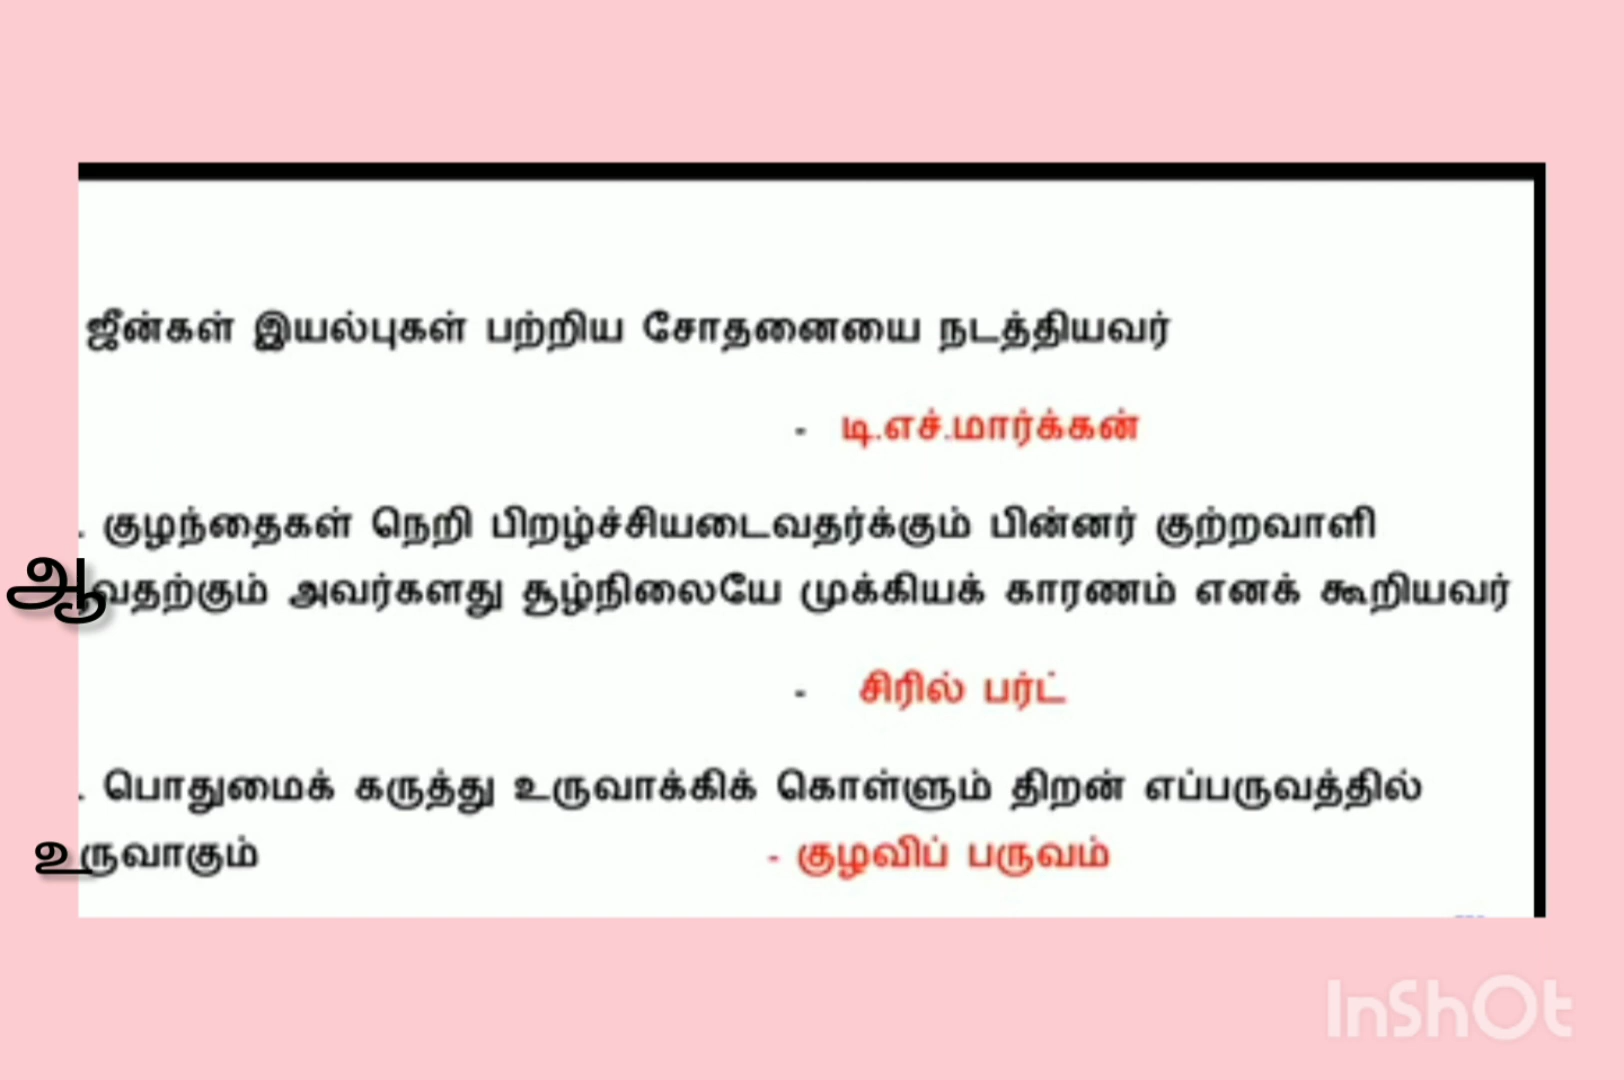 ஜீன்கள் இயல்புகள் பற்றிய சோதனையை நடத்தியவர்
- டி.எச்.மார்க்கன்
. குழந்தைகள் நெறி பிறழ்ச்சியடைவதர்க்கும் பின்னர் குற்றவாளி
ஆவதற்கும் அவர்களது சூழ்நிலையே முக்கியக் காரணம் எனக் கூறியவர்
- சிரில் பர்ட்
. பொதுமைக் கருத்து உருவாக்கிக் கொள்ளும் திறன் எப்பருவத்தில்
உருவாகும் - குழவிப் பருவம்
InShOt